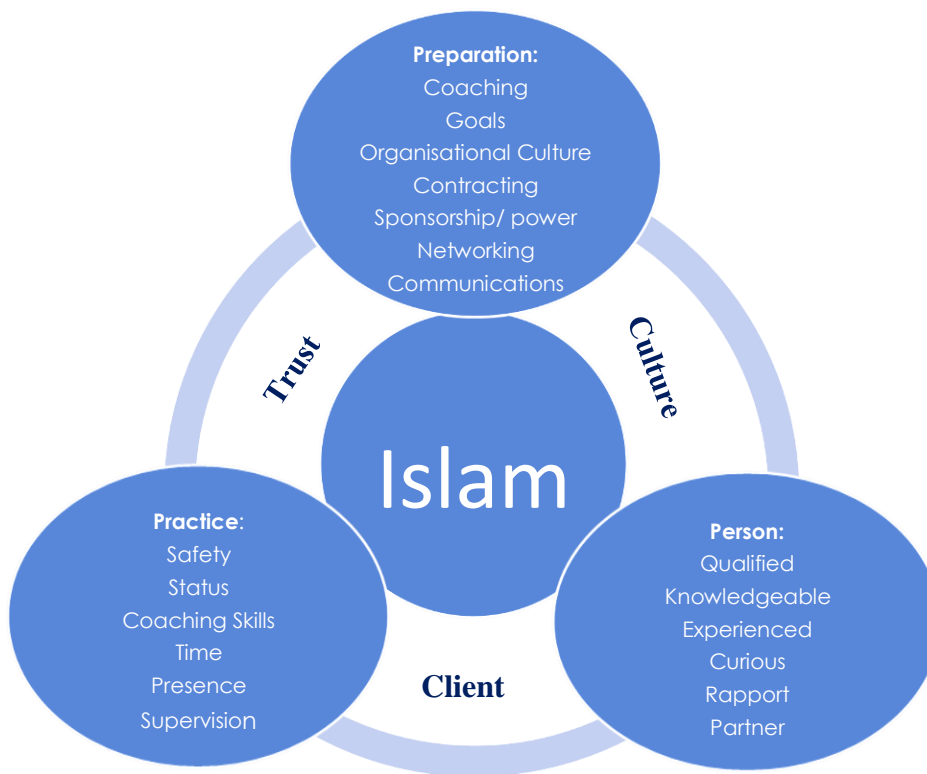 Preparation:
Coaching
Goals
Organisational Culture
Contracting
Sponsorship/ power
Networking
Communications
Trust
Culture
Islam
Practice:
Safety
Status
Coaching Skills
Time
Presence
Supervision
Person:
Qualified
Knowledgeable
Experienced
Curious
Rapport
Partner
Client